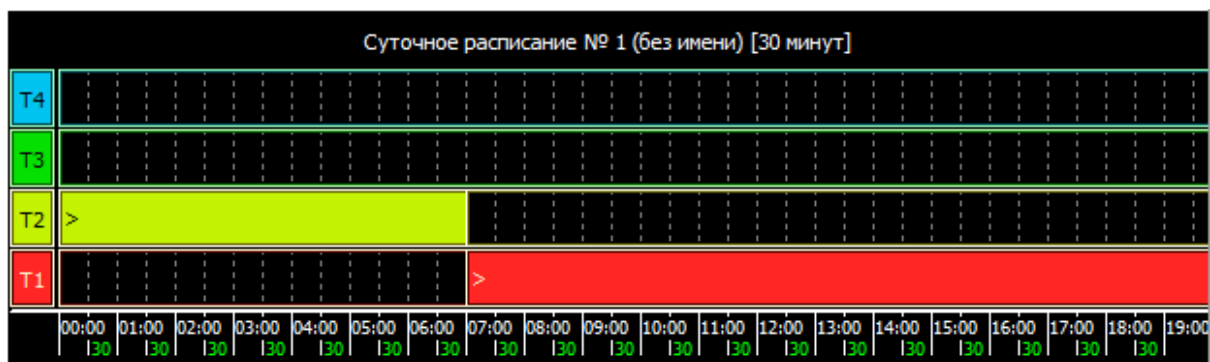 Суточное расписание № 1 (без имени) [30 минут]
T4
T3
T2 >
T1 >
00:00 01:00 02:00 03:00 04:00 05:00 06:00 07:00 08:00 09:00 10:00 11:00 12:00 13:00 14:00 15:00 16:00 17:00 18:00 19:00
30 30 30 30 30 30 30 30 30 30 30 30 30 30 30 30 30 30 30